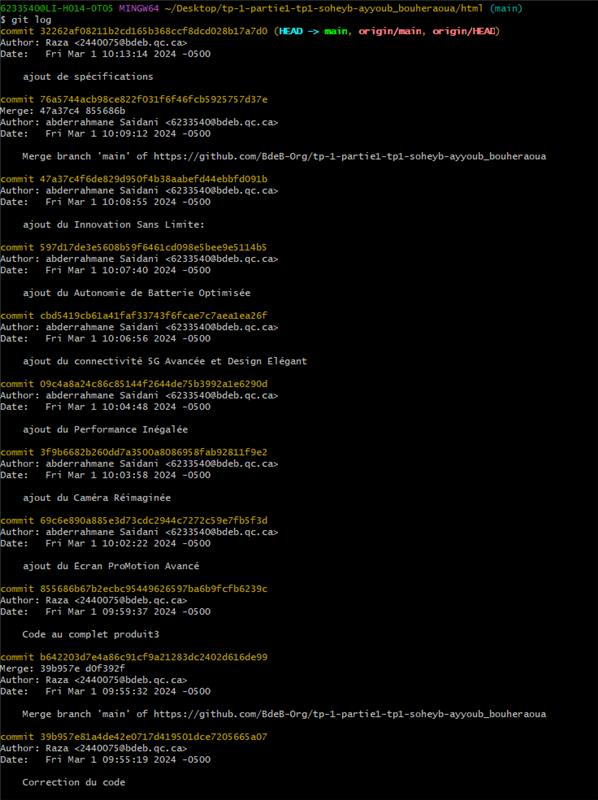 6233540@LI-H014-OT05 MINGW64 ~/Desktop/tp-1-partie1-tp1-soheyb-ayyoub_bouheraoua/html (main)
$ git log
commit 32262af08211b2cd165b368ccf8dcd028b17a7d0 (HEAD -> main, origin/main, origin/HEAD)
Author: Raza <2440075@bdeb.qc.ca>
Date:   Fri Mar 1 10:13:14 2024 -0500
ajout de spécifications
commit 76a5744acb98ce822f031f6f46fcb5925757d37e
Merge: 47a37c4 855686b
Author: abderrahmane Saidani <6233540@bdeb.qc.ca>
Date:   Fri Mar 1 10:09:12 2024 -0500
Merge branch 'main' of https://github.com/BdeB-Org/tp-1-partie1-tp1-soheyb-ayyoub_bouheraoua
commit 47a37c4f6de829d950f4b38aabefd44ebbfd091b
Author: abderrahmane Saidani <6233540@bdeb.qc.ca>
Date:   Fri Mar 1 10:08:55 2024 -0500
ajout du Innovation Sans Limite:
commit 597d17de3e5608b59f6461cd098e5bee9e5114b5
Author: abderrahmane Saidani <6233540@bdeb.qc.ca>
Date:   Fri Mar 1 10:07:40 2024 -0500
ajout du Autonomie de Batterie Optimisée
commit cbd5419cb61a41faf33743f6fcae7c7aea1ea26f
Author: abderrahmane Saidani <6233540@bdeb.qc.ca>
Date:   Fri Mar 1 10:06:56 2024 -0500
ajout du connectivité 5G Avancée et Design Élégant
commit 09c4a8a24c86c85144f2644de75b3992a1e6290d
Author: abderrahmane Saidani <6233540@bdeb.qc.ca>
Date:   Fri Mar 1 10:04:48 2024 -0500
ajout du Performance Inégalée
commit 3f9b6682b260dd7a3500a8086958fab92811f9e2
Author: abderrahmane Saidani <6233540@bdeb.qc.ca>
Date:   Fri Mar 1 10:03:58 2024 -0500
ajout du Caméra Réimaginée
commit 69c6e890a885e3d73cdc2944c7272c59e7fb5f3d
Author: abderrahmane Saidani <6233540@bdeb.qc.ca>
Date:   Fri Mar 1 10:02:22 2024 -0500
ajout du Écran ProMotion Avancé
commit 855686b67b2ecbc95449626597ba6b9fcfb6239c
Author: Raza <2440075@bdeb.qc.ca>
Date:   Fri Mar 1 09:59:37 2024 -0500
Code au complet produit3
commit b642203d7e4a86c91cf9a21283dc2402d616de99
Merge: 39b957e d0f392f
Author: Raza <2440075@bdeb.qc.ca>
Date:   Fri Mar 1 09:55:32 2024 -0500
Merge branch 'main' of https://github.com/BdeB-Org/tp-1-partie1-tp1-soheyb-ayyoub_bouheraoua
commit 39b957e81a4de42e0717d419501dce7205665a07
Author: Raza <2440075@bdeb.qc.ca>
Date:   Fri Mar 1 09:55:19 2024 -0500
Correction du code